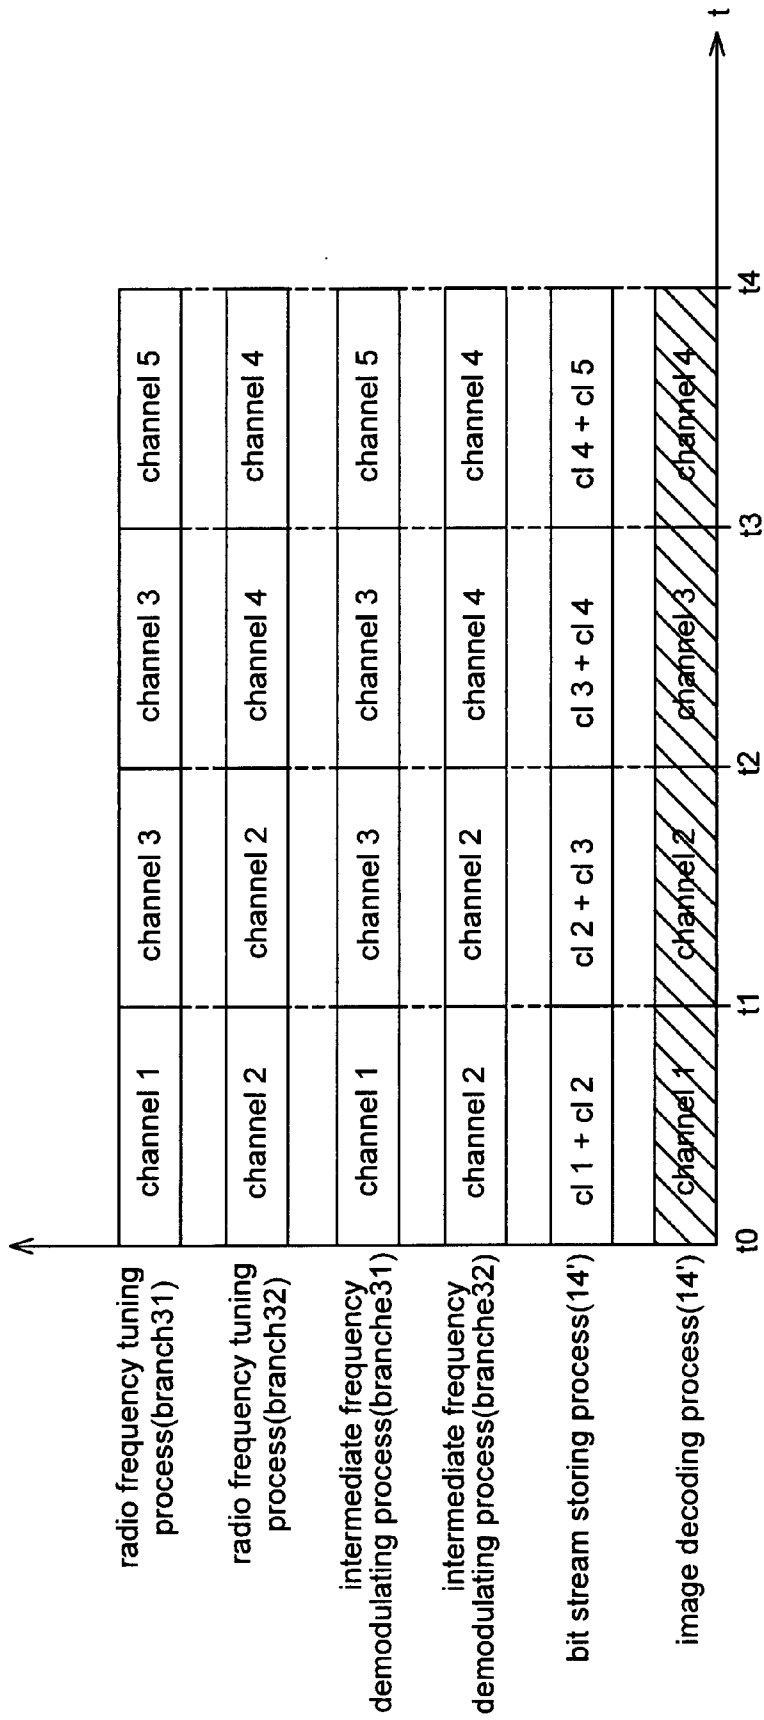 radio frequency tuning
process(branch31)
channel 1
channel 3
channel 3
channel 5
radio frequency tuning
process(branch32)
channel 2
channel 2
channel 4
channel 4
intermediate frequency
demodulating process(branche31)
channel 1
channel 3
channel 3
channel 5
intermediate frequency
demodulating process(branche32)
channel 2
channel 2
channel 4
channel 4
bit stream storing process(14')
cl 1 + cl 2
cl 2 + cl 3
cl 3 + cl 4
cl 4 + cl 5
image decoding process(14')
channel 1
channel 2
channel 3
channel 4
t0
t1
t2
t3
t4
t